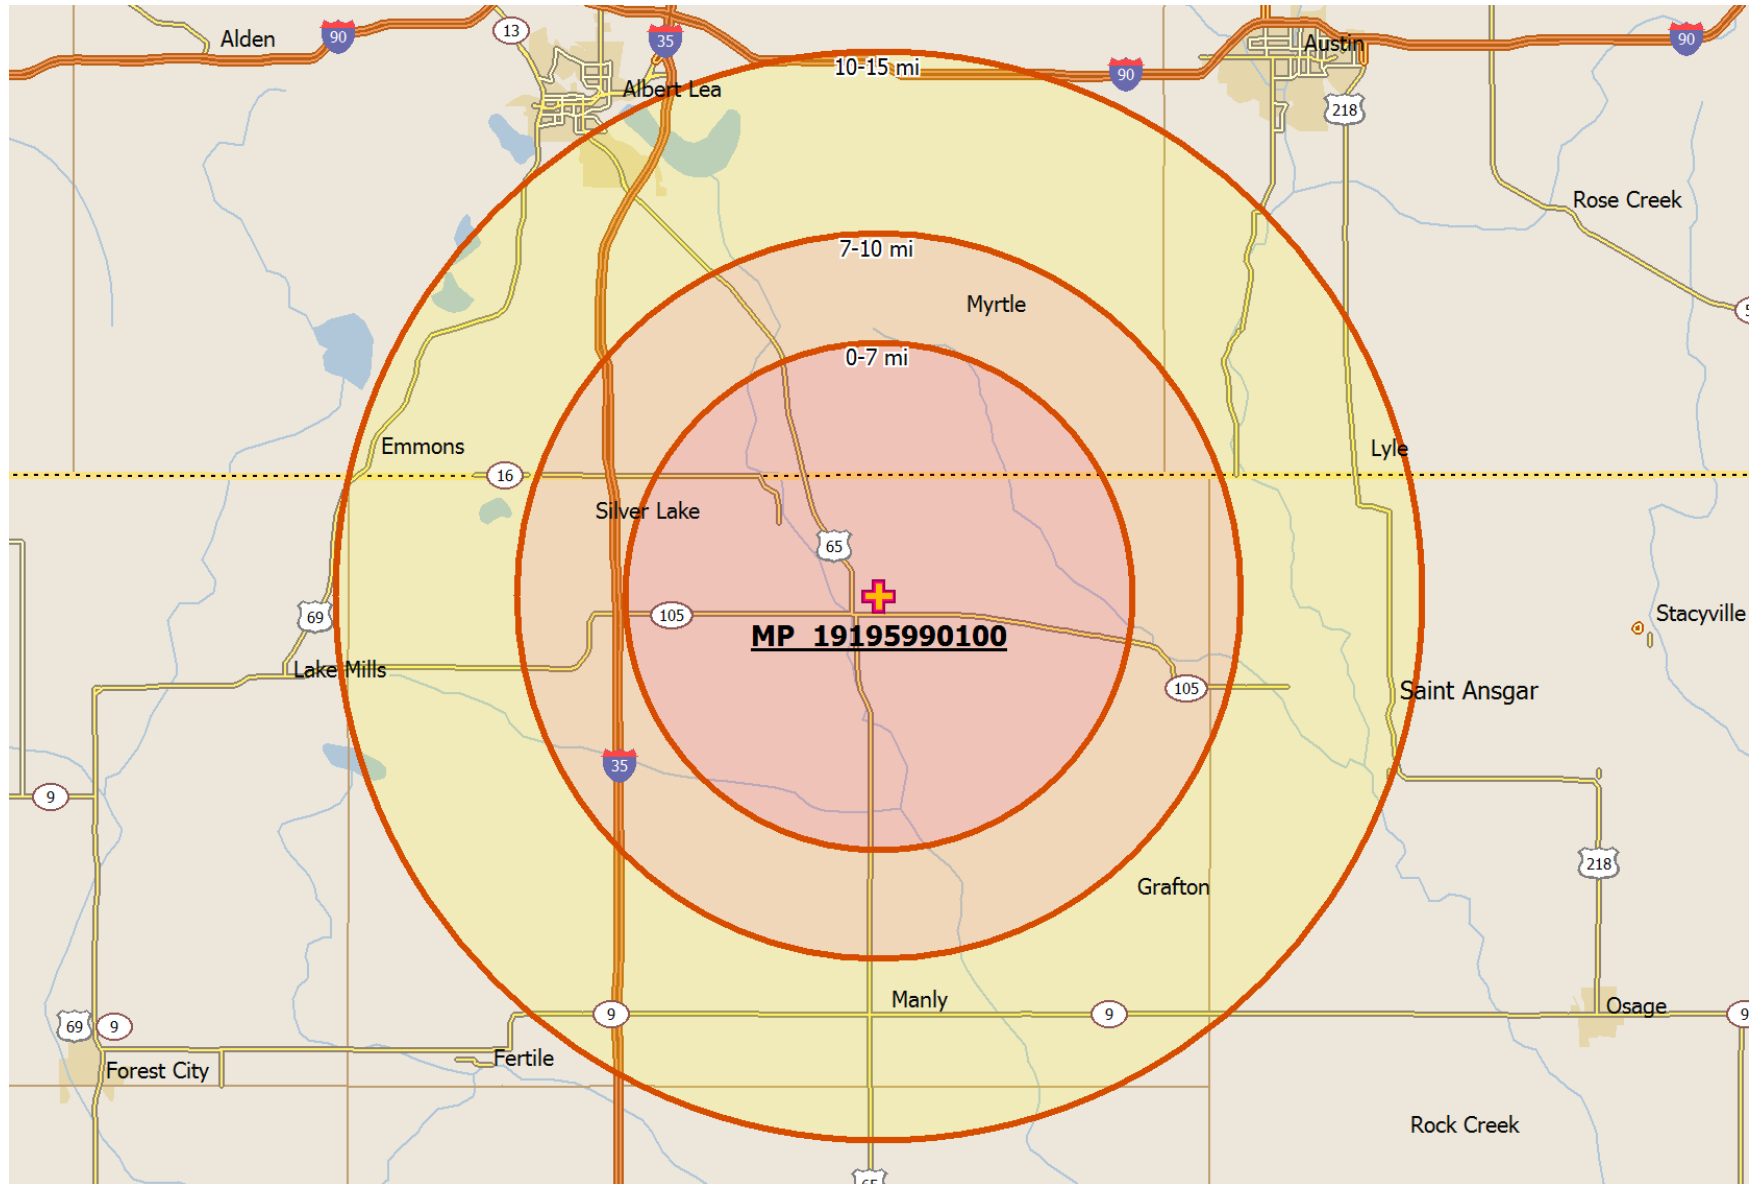 Alden
90
13
35
Austin
90
10-15 mi
90
Albert Lea
218
Rose Creek
7-10 mi
Myrtle
0-7 mi
Emmons
Lyle
16
Silver Lake
65
69
105
Stacyville
MP 19195990100
Lake Mills
105
Saint Ansgar
35
9
218
Grafton
Manly
Osage
9
9
9
69
9
Fertile
Forest City
Rock Creek
65